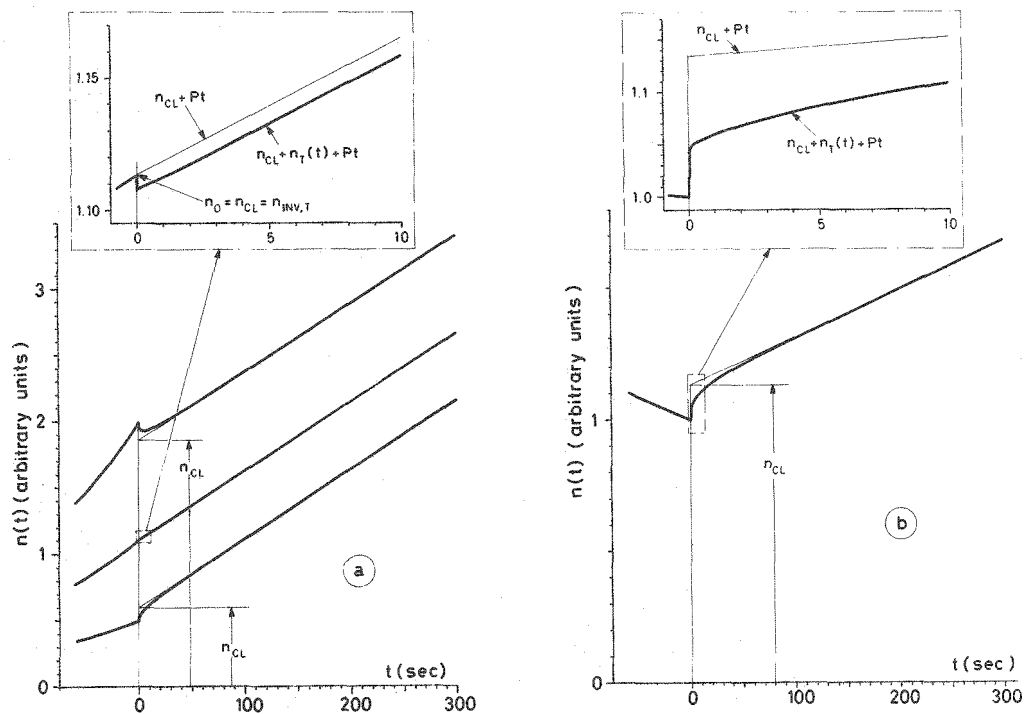 1.15
1.10
n_CL + Pt
n_CL + n_T(t) + Pt
n_0 = n_CL = n_INV,T
0
5
10
n(t) (arbitrary units)
3
2
1
0
n_CL
n_CL
a
t (sec)
0
100
200
300
1.1
1.0
n_CL + Pt
n_CL + n_T(t) + Pt
0
5
10
n(t) (arbitrary units)
1
0
n_CL
b
t (sec)
0
100
200
300